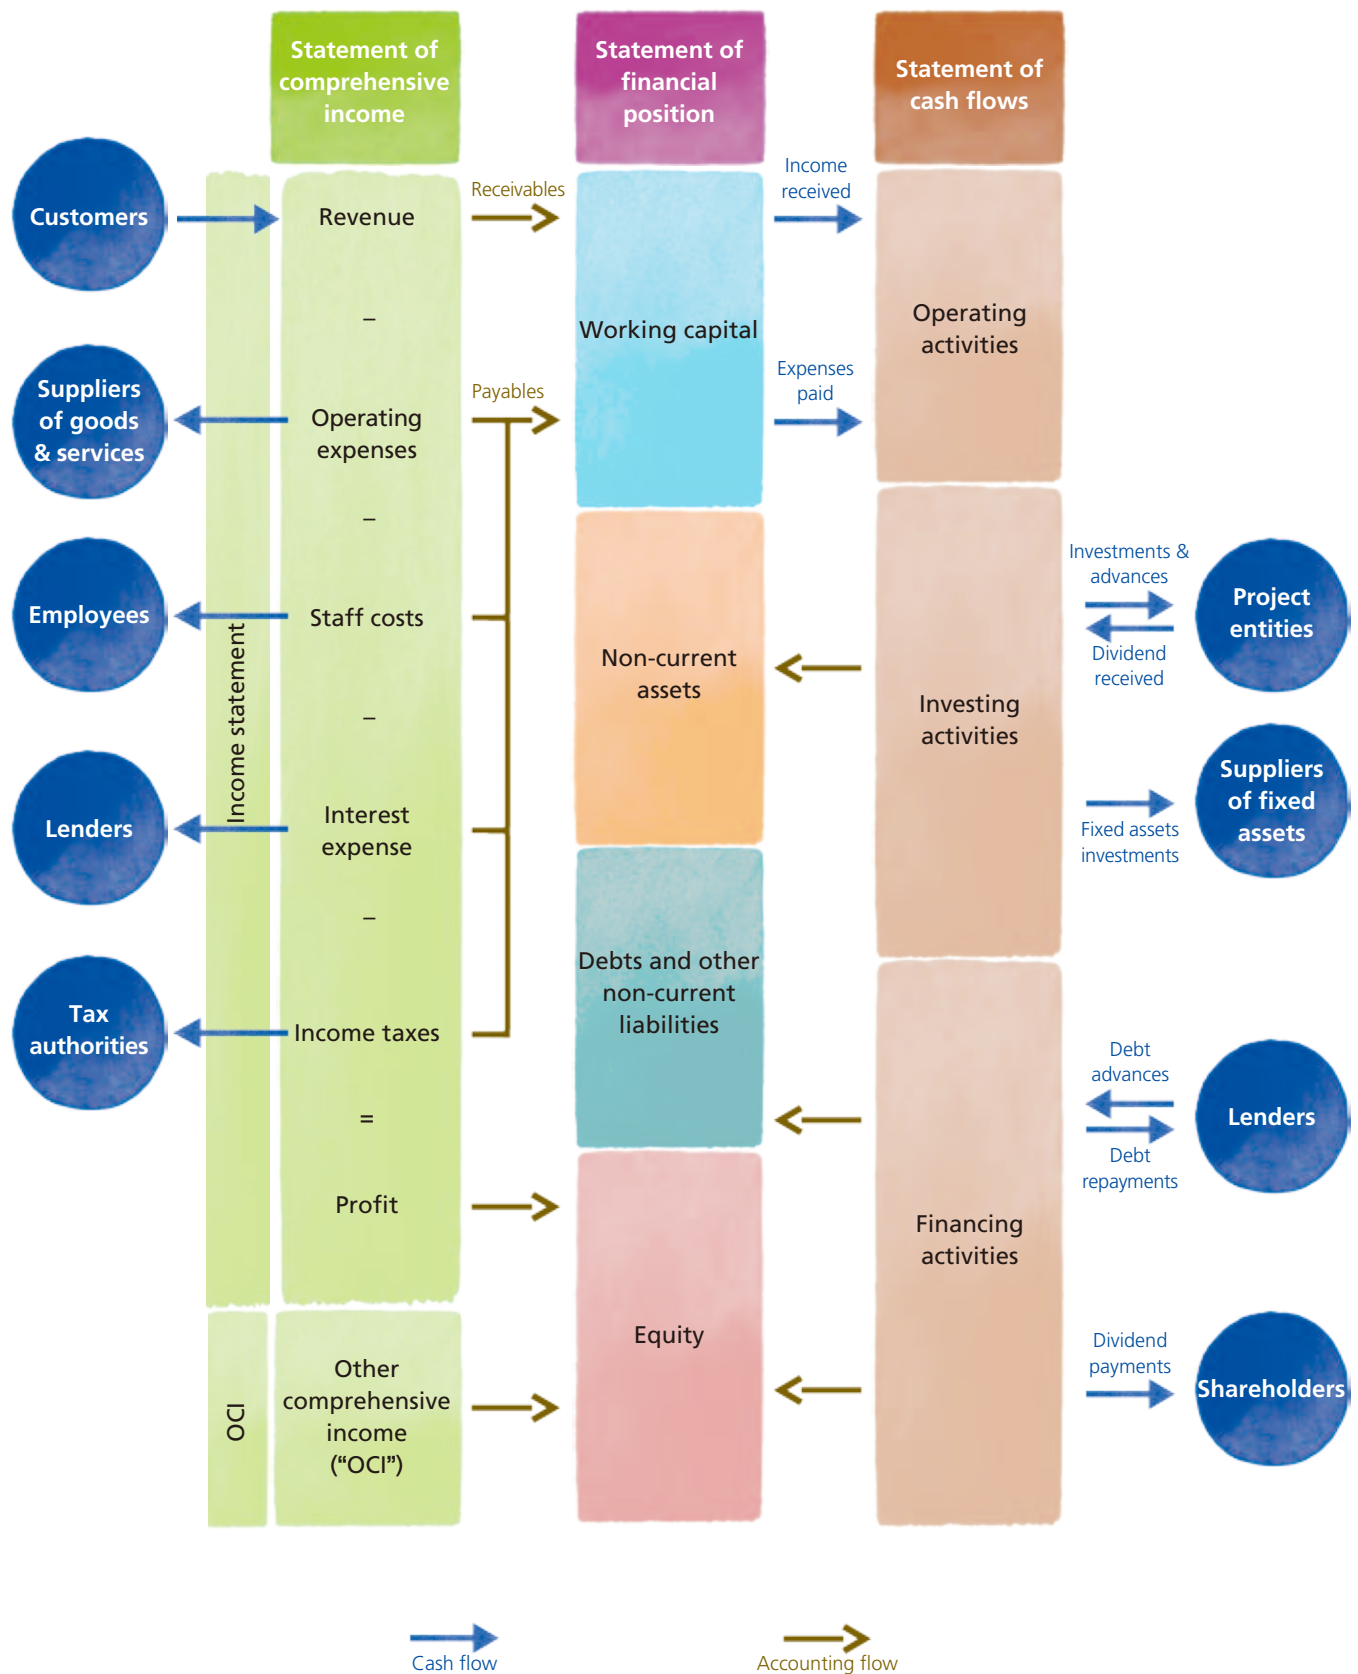 Statement of
comprehensive
income
Statement of
financial
position
Statement of
cash flows
Customers
Suppliers
of goods
& services
Employees
Lenders
Tax
authorities
Income statement
OCI
Revenue
–
Operating
expenses
–
Staff costs
–
Interest
expense
–
Income taxes
=
Profit
Other
comprehensive
income
(“OCI”)
Receivables
Payables
Working capital
Non-current
assets
Debts and other
non-current
liabilities
Equity
Income
received
Expenses
paid
Operating
activities
Investing
activities
Financing
activities
Investments &
advances
Dividend
received
Fixed assets
investments
Debt
advances
Debt
repayments
Dividend
payments
Project
entities
Suppliers
of fixed
assets
Lenders
Shareholders
Cash flow
Accounting flow